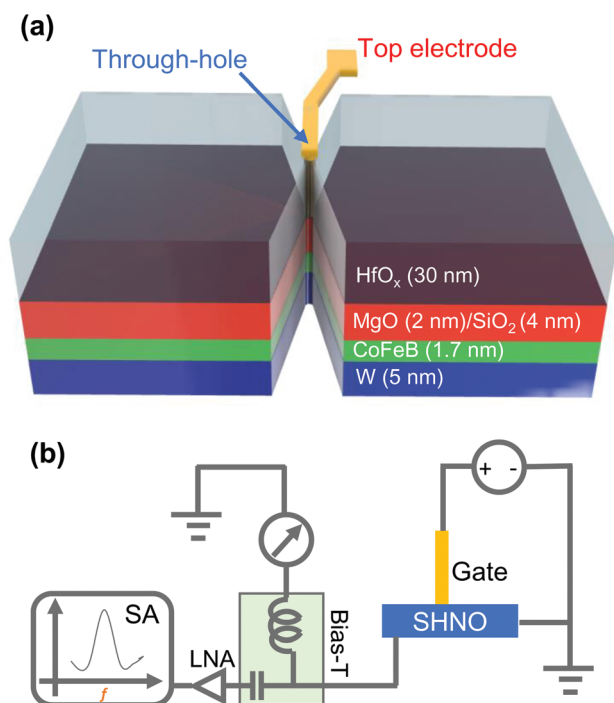 (a)
Top electrode
Through-hole
HfOₓ (30 nm)
MgO (2 nm)/SiO₂ (4 nm)
CoFeB (1.7 nm)
W (5 nm)
(b)
+ -
Gate
SA
Bias-T
SHNO
LNA
f